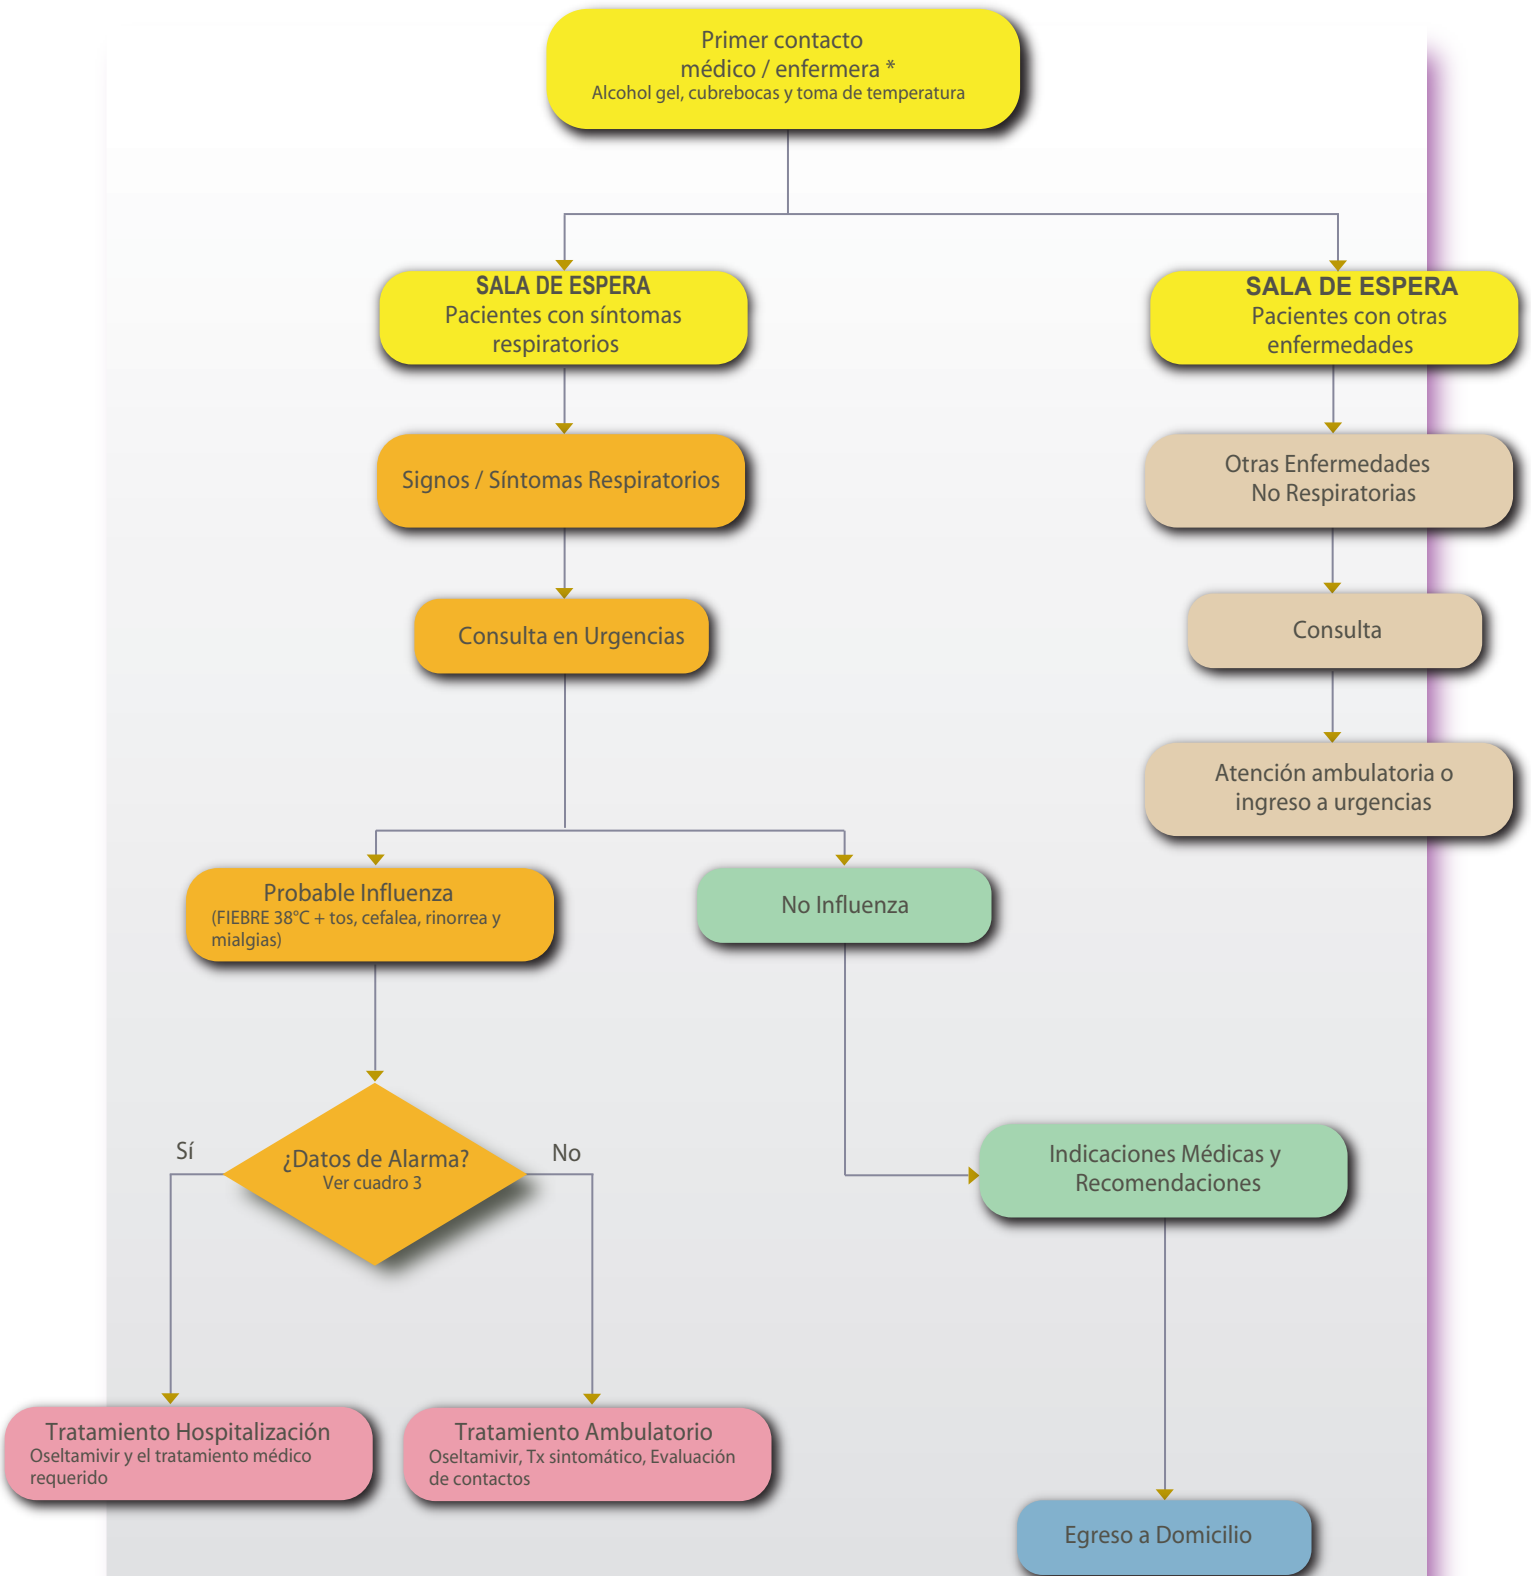 Primer contacto
médico / enfermera *
Alcohol gel, cubrebocas y toma de temperatura
SALA DE ESPERA
Pacientes con síntomas
respiratorios
SALA DE ESPERA
Pacientes con otras
enfermedades
Signos / Síntomas Respiratorios
Otras Enfermedades
No Respiratorias
Consulta en Urgencias
Consulta
Atención ambulatoria o
ingreso a urgencias
Probable Influenza
(FIEBRE 38°C + tos, cefalea, rinorrea y
mialgias)
No Influenza
Sí
¿Datos de Alarma?
Ver cuadro 3
No
Indicaciones Médicas y
Recomendaciones
Tratamiento Hospitalización
Oseltamivir y el tratamiento médico
requerido
Tratamiento Ambulatorio
Oseltamivir, Tx sintomático, Evaluación
de contactos
Egreso a Domicilio